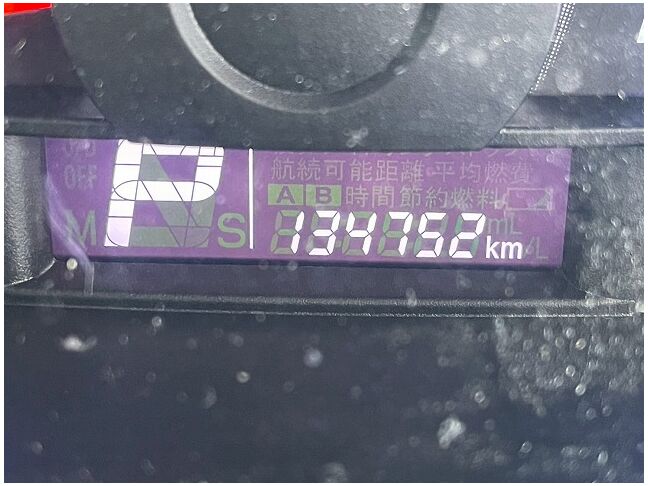 OFF
P
M S
航続可能距離 平均燃費
A B 時間節約燃料
134752 km
mL
/L